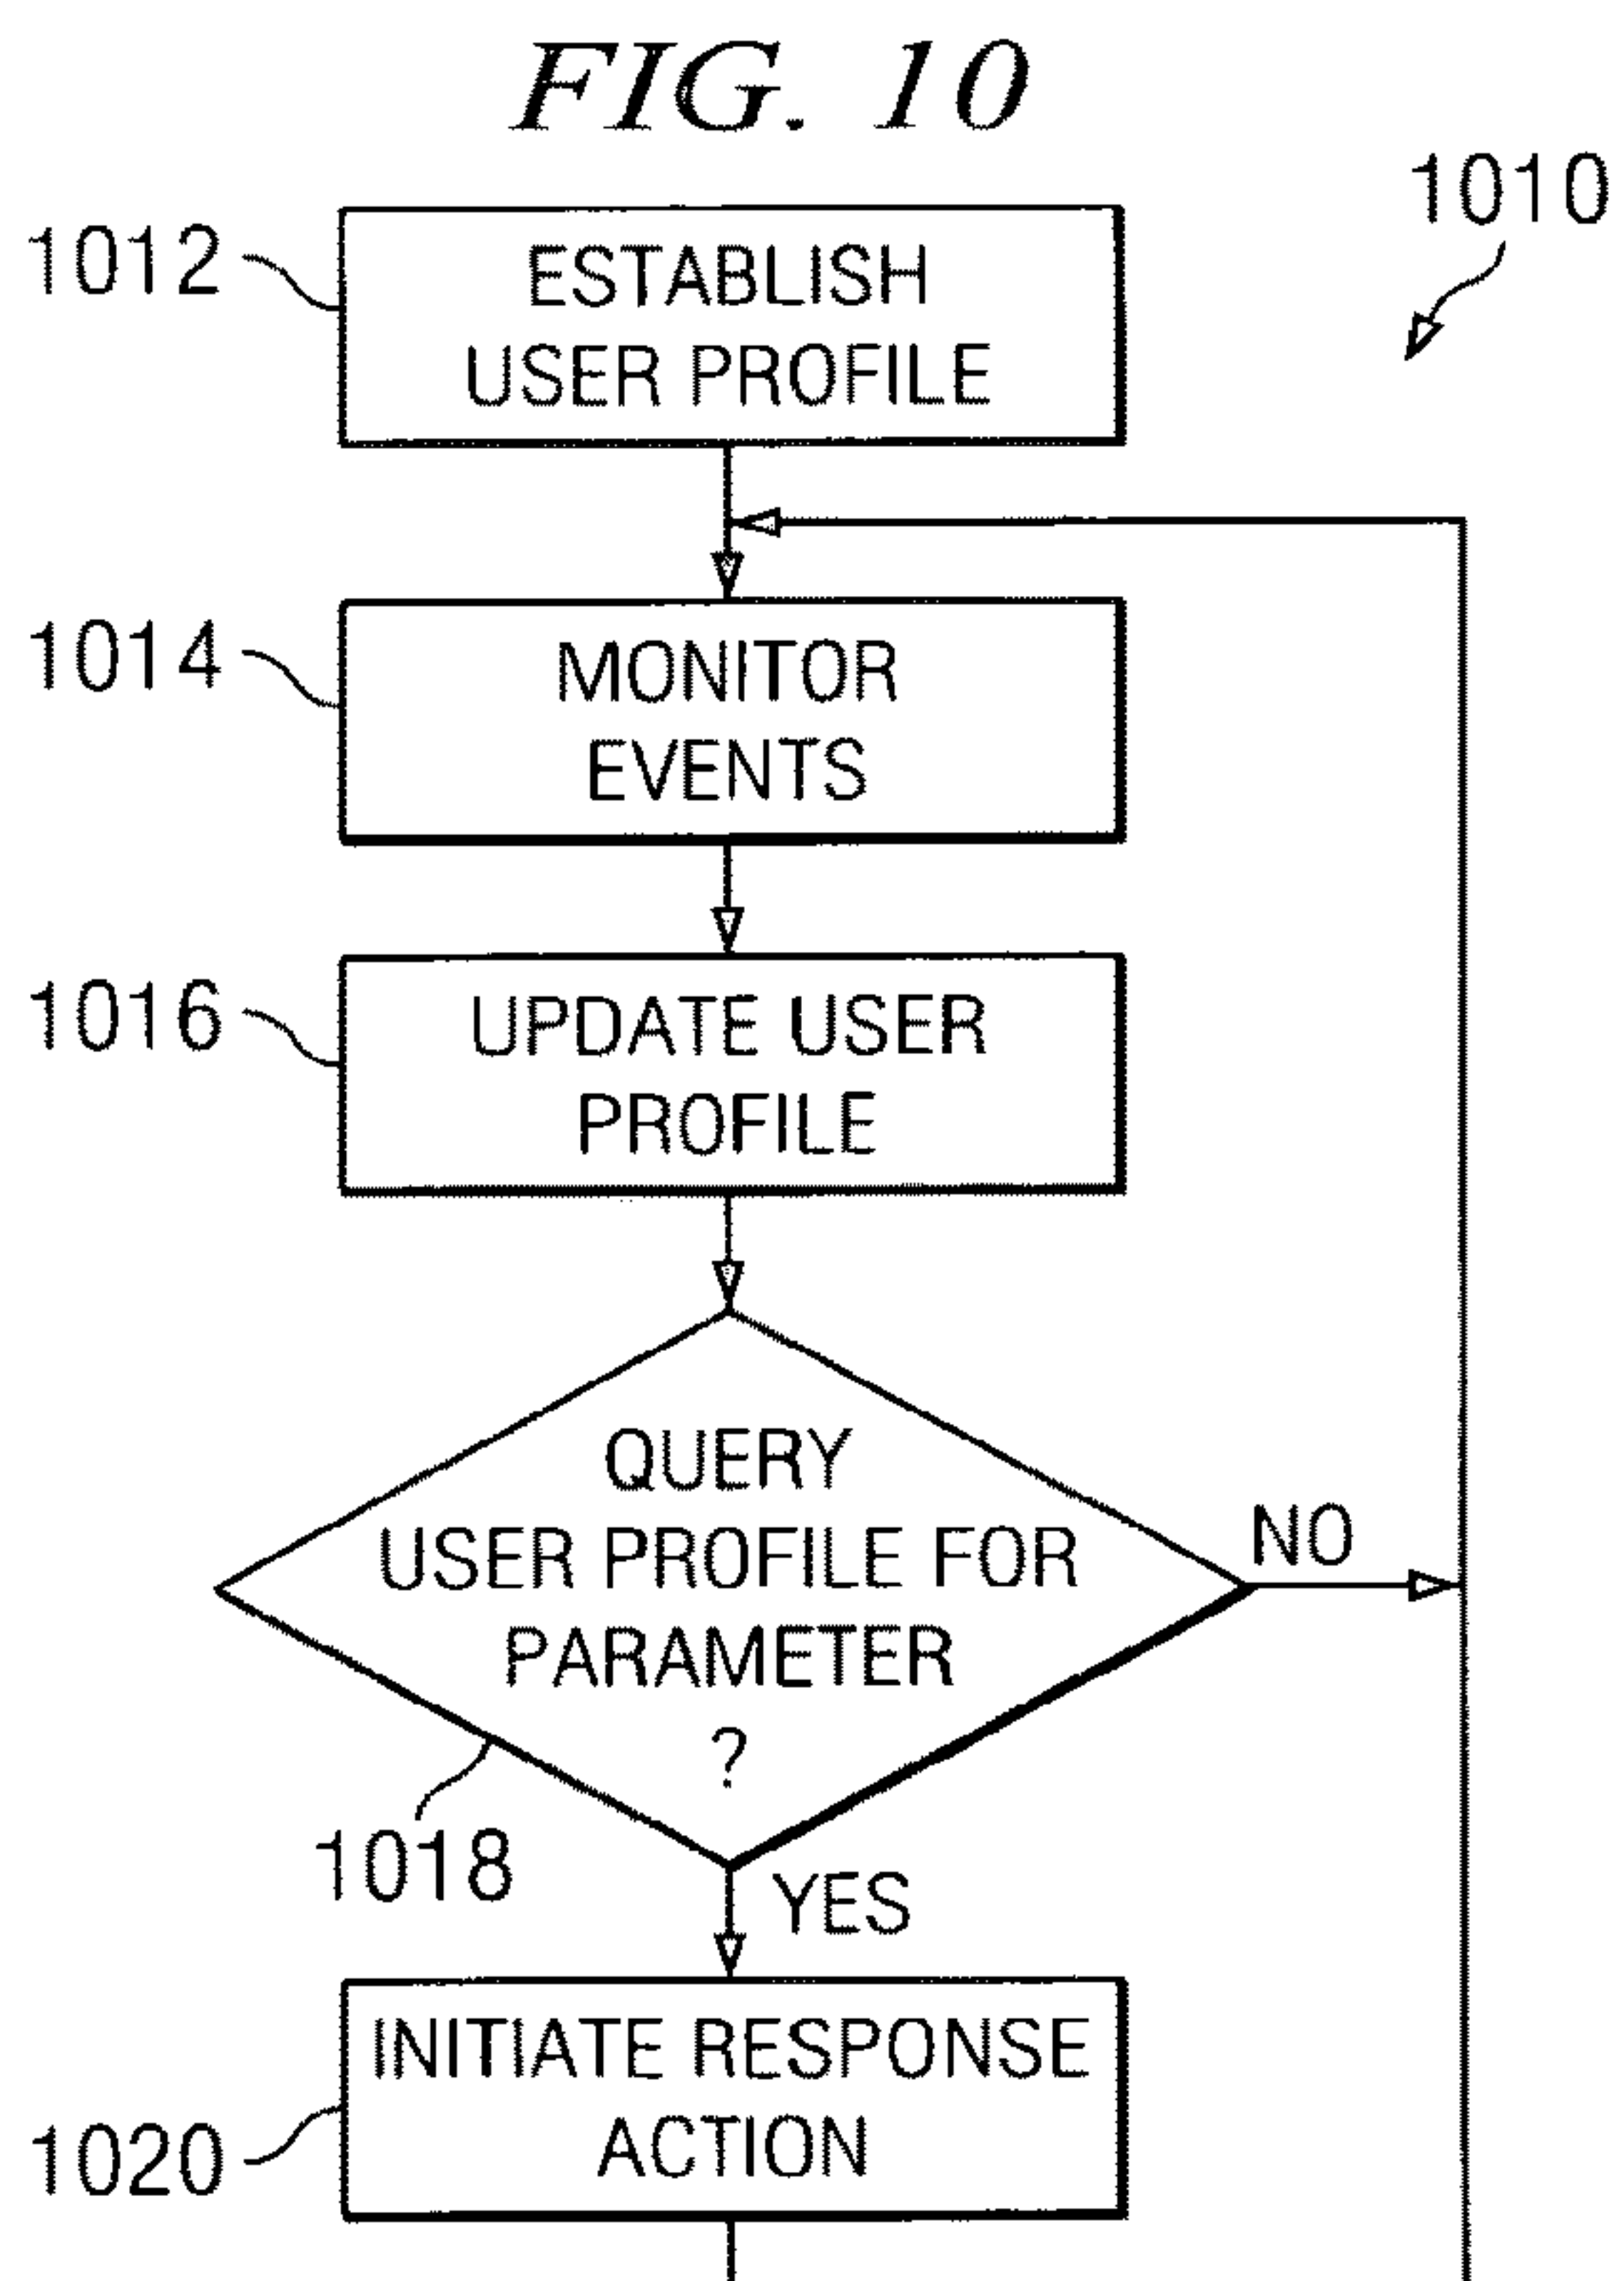 FIG. 10
1010
1012
ESTABLISH
USER PROFILE
1014
MONITOR
EVENTS
1016
UPDATE USER
PROFILE
QUERY
USER PROFILE FOR
PARAMETER
?
NO
1018
YES
INITIATE RESPONSE
ACTION
1020